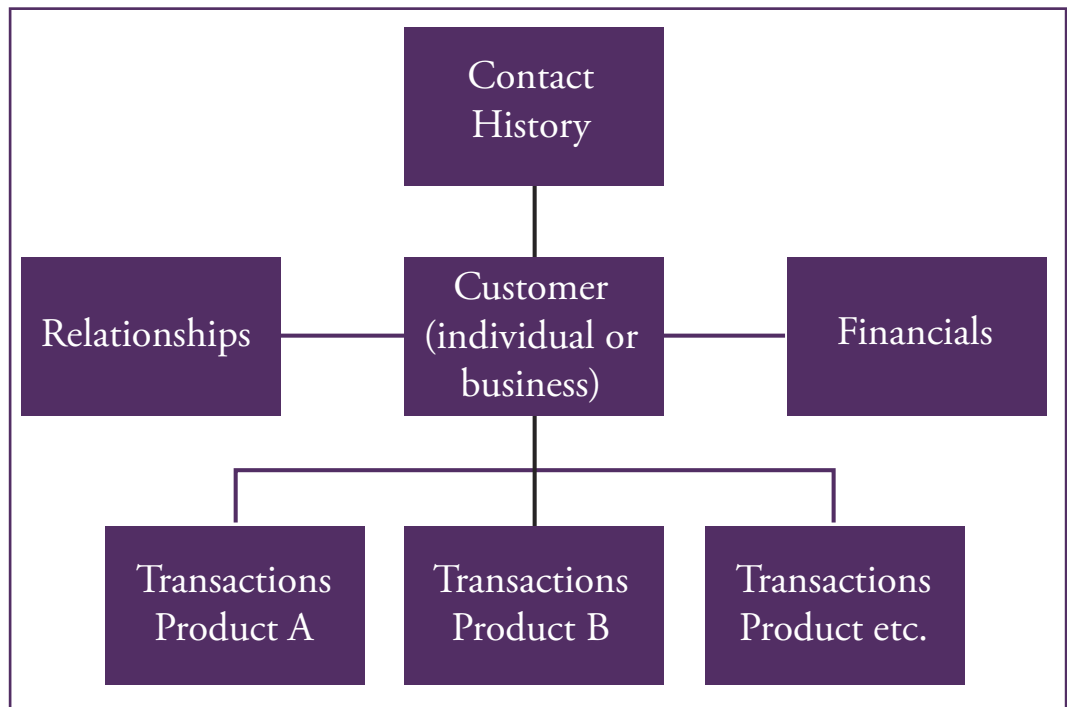 Contact
History
Relationships
Customer
(individual or
business)
Financials
Transactions
Product A
Transactions
Product B
Transactions
Product etc.